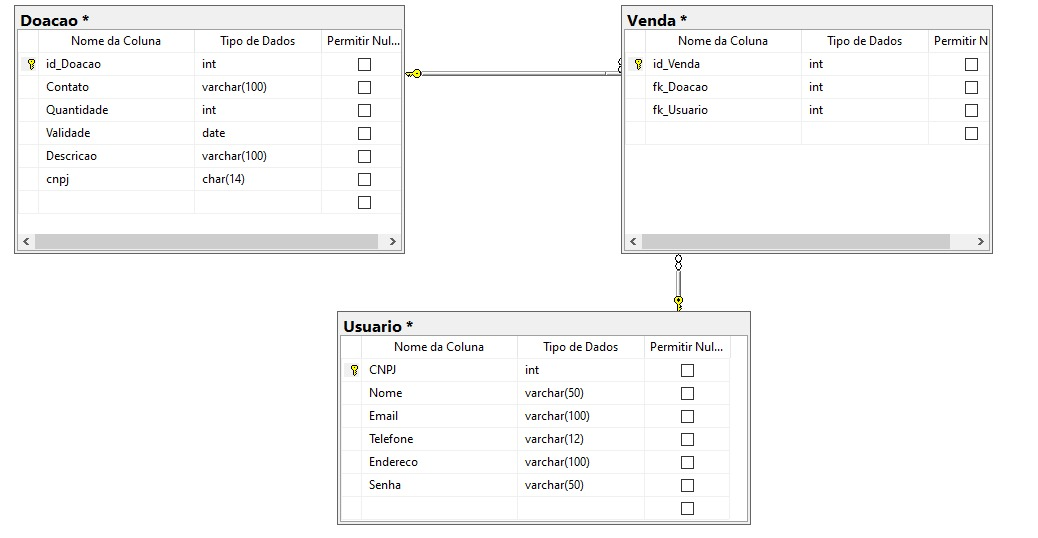 Doacao *
Nome da Coluna Tipo de Dados Permitir Nul...
id_Doacao int
Contato varchar(100)
Quantidade int
Validade date
Descricao varchar(100)
cnpj char(14)
Venda *
Nome da Coluna Tipo de Dados Permitir N
id_Venda int
fk_Doacao int
fk_Usuario int
Usuario *
Nome da Coluna Tipo de Dados Permitir Nul...
CNPJ int
Nome varchar(50)
Email varchar(100)
Telefone varchar(12)
Endereco varchar(100)
Senha varchar(50)